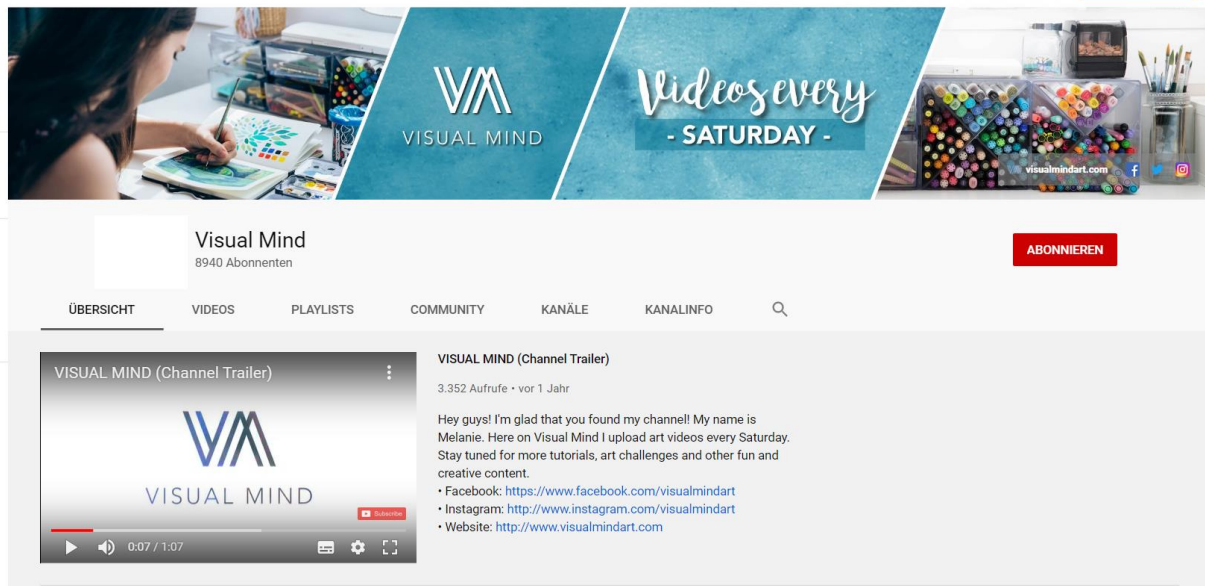 VM
VISUAL MIND
Videos every
- SATURDAY -
visualmindart.com
Visual Mind
8940 Abonnenten
ABONNIEREN
ÜBERSICHT VIDEOS PLAYLISTS COMMUNITY KANÄLE KANALINFO
VISUAL MIND (Channel Trailer)
VM
VISUAL MIND
Subscribe
0:07 / 1:07
VISUAL MIND (Channel Trailer)
3.352 Aufrufe • vor 1 Jahr
Hey guys! I'm glad that you found my channel! My name is
Melanie. Here on Visual Mind I upload art videos every Saturday.
Stay tuned for more tutorials, art challenges and other fun and
creative content.
• Facebook: https://www.facebook.com/visualmindart
• Instagram: http://www.instagram.com/visualmindart
• Website: http://www.visualmindart.com